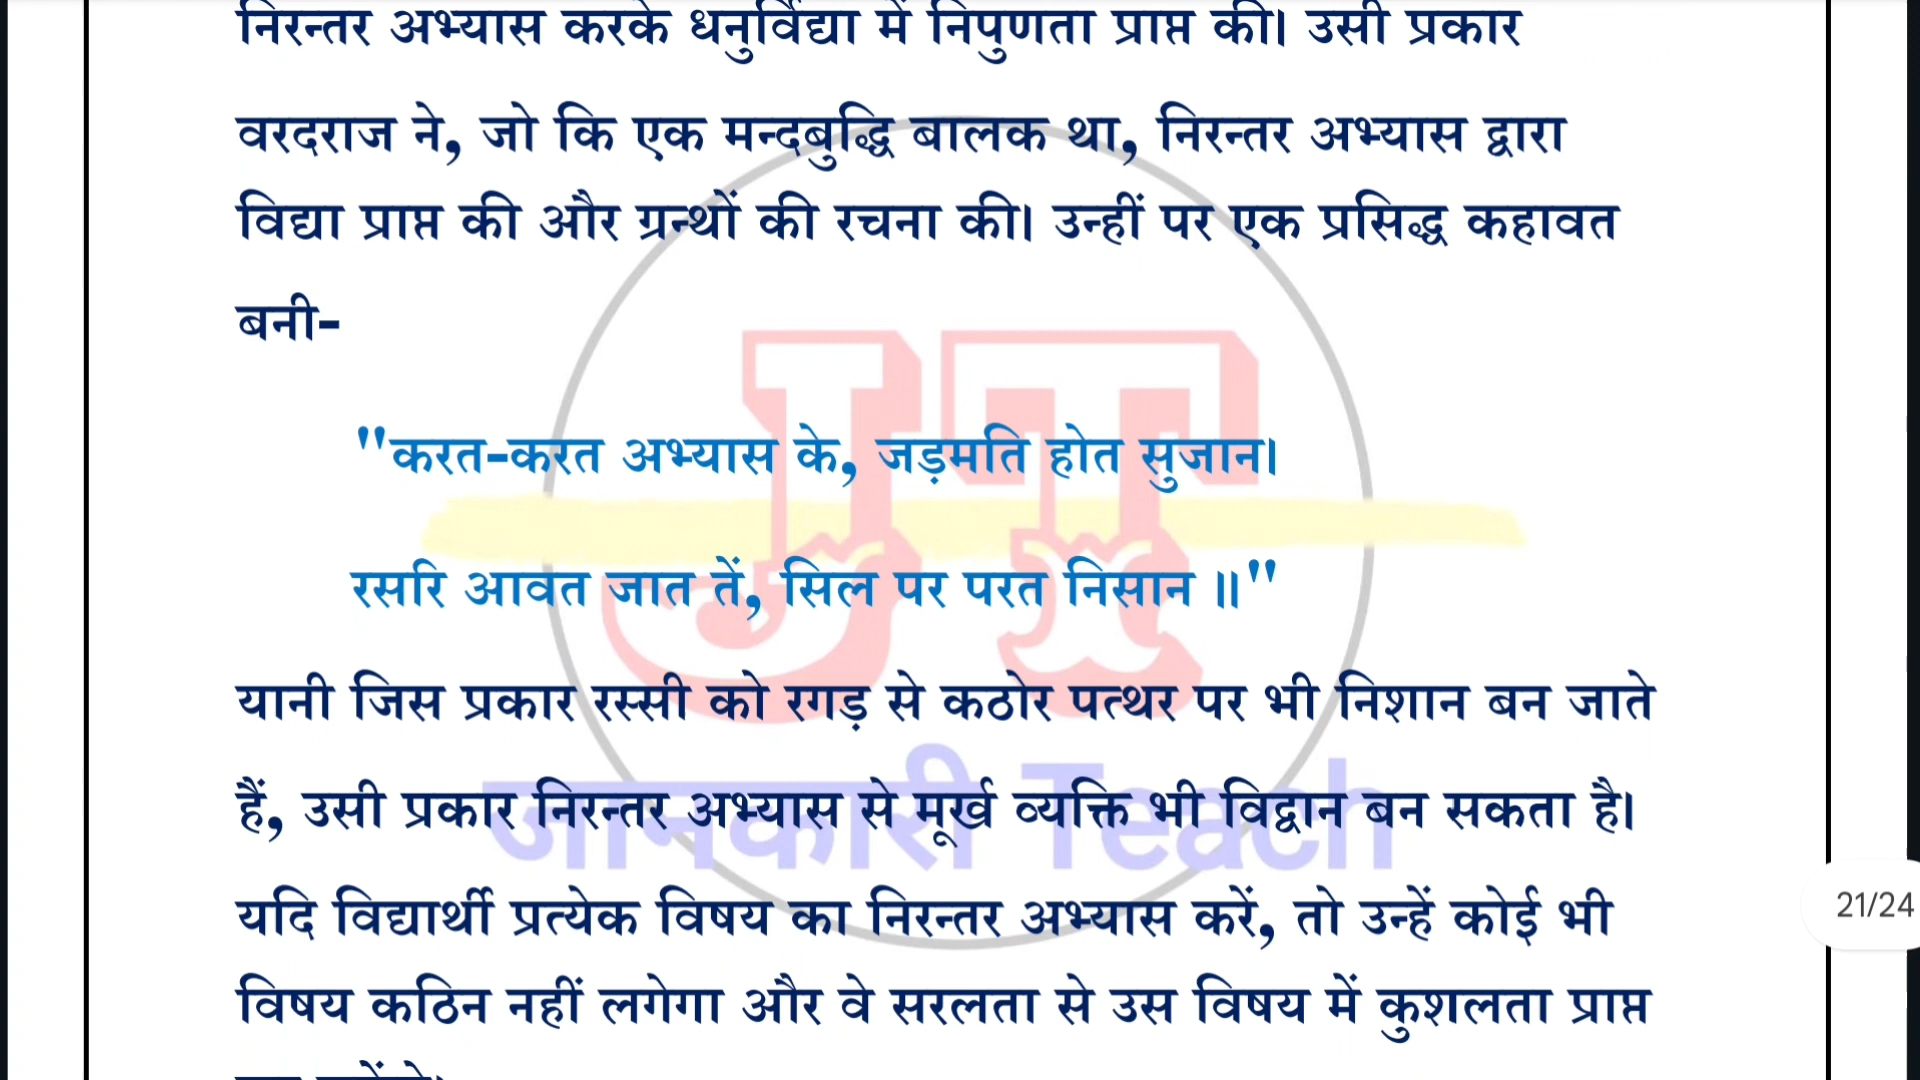 निरन्तर अभ्यास करके धनुर्विद्या में निपुणता प्राप्त की। उसी प्रकार
वरदराज ने, जो कि एक मन्दबुद्धि बालक था, निरन्तर अभ्यास द्वारा
विद्या प्राप्त की और ग्रन्थों की रचना की। उन्हीं पर एक प्रसिद्ध कहावत
बनी-
"करत-करत अभ्यास के, जड़मति होत सुजान।
रसरि आवत जात तें, सिल पर परत निसान ॥"
यानी जिस प्रकार रस्सी को रगड़ से कठोर पत्थर पर भी निशान बन जाते
हैं, उसी प्रकार निरन्तर अभ्यास से मूर्ख व्यक्ति भी विद्वान बन सकता है।
यदि विद्यार्थी प्रत्येक विषय का निरन्तर अभ्यास करें, तो उन्हें कोई भी
विषय कठिन नहीं लगेगा और वे सरलता से उस विषय में कुशलता प्राप्त
JT
जानकारी Teach
21/24